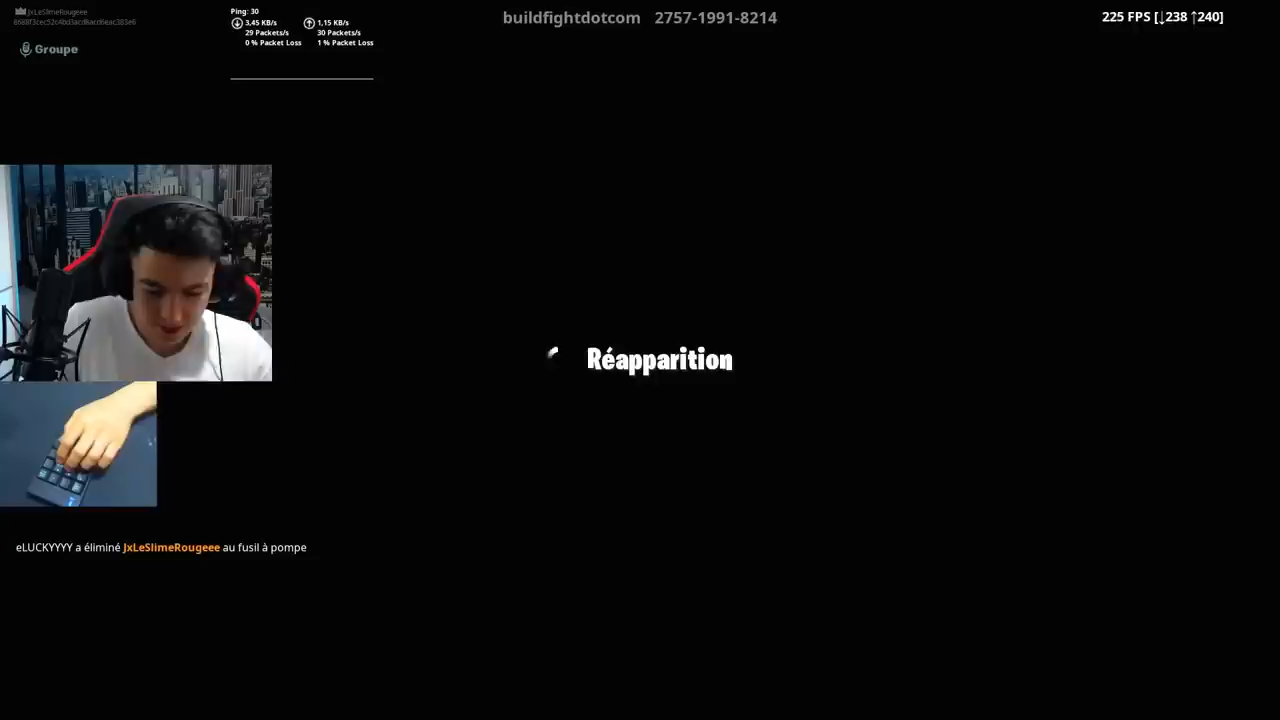 JxLeSlimeRougeee
Groupe
Ping: 30
3,45 KB/s
29 Packets/s
0 % Packet Loss
1,15 KB/s
30 Packets/s
1 % Packet Loss
buildfightdotcom 2757-1991-8214
225 FPS [↓238 ↑240]
Réapparition
eLUCKYYYY a éliminé JxLeSlimeRougeee au fusil à pompe